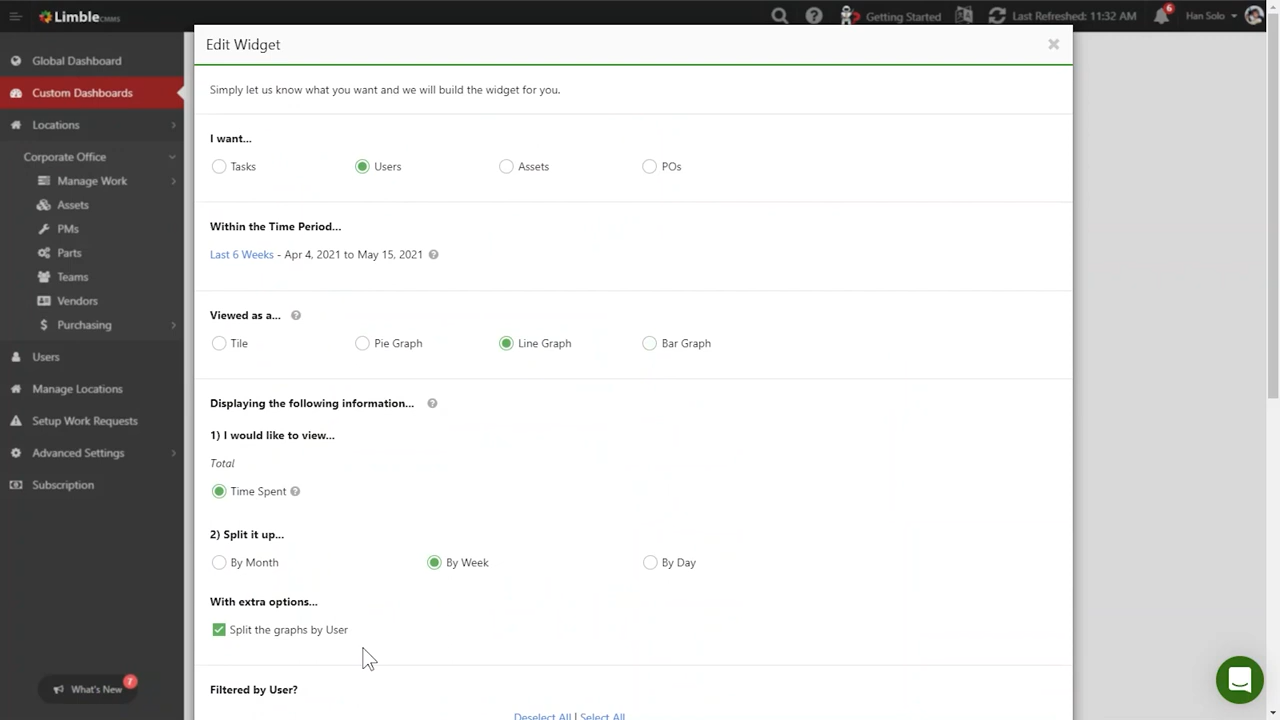 Limble CMMS
Getting Started
Last Refreshed: 11:32 AM
6
Han Solo
Global Dashboard
Custom Dashboards
Locations
Corporate Office
Manage Work
Assets
PMs
Parts
Teams
Vendors
Purchasing
Users
Manage Locations
Setup Work Requests
Advanced Settings
Subscription
What's New
7
Edit Widget
Simply let us know what you want and we will build the widget for you.
I want...
Tasks Users Assets POs
Within the Time Period...
Last 6 Weeks - Apr 4, 2021 to May 15, 2021
Viewed as a...
Tile Pie Graph Line Graph Bar Graph
Displaying the following information...
1) I would like to view...
Total
Time Spent
2) Split it up...
By Month By Week By Day
With extra options...
Split the graphs by User
Filtered by User?
Deselect All | Select All